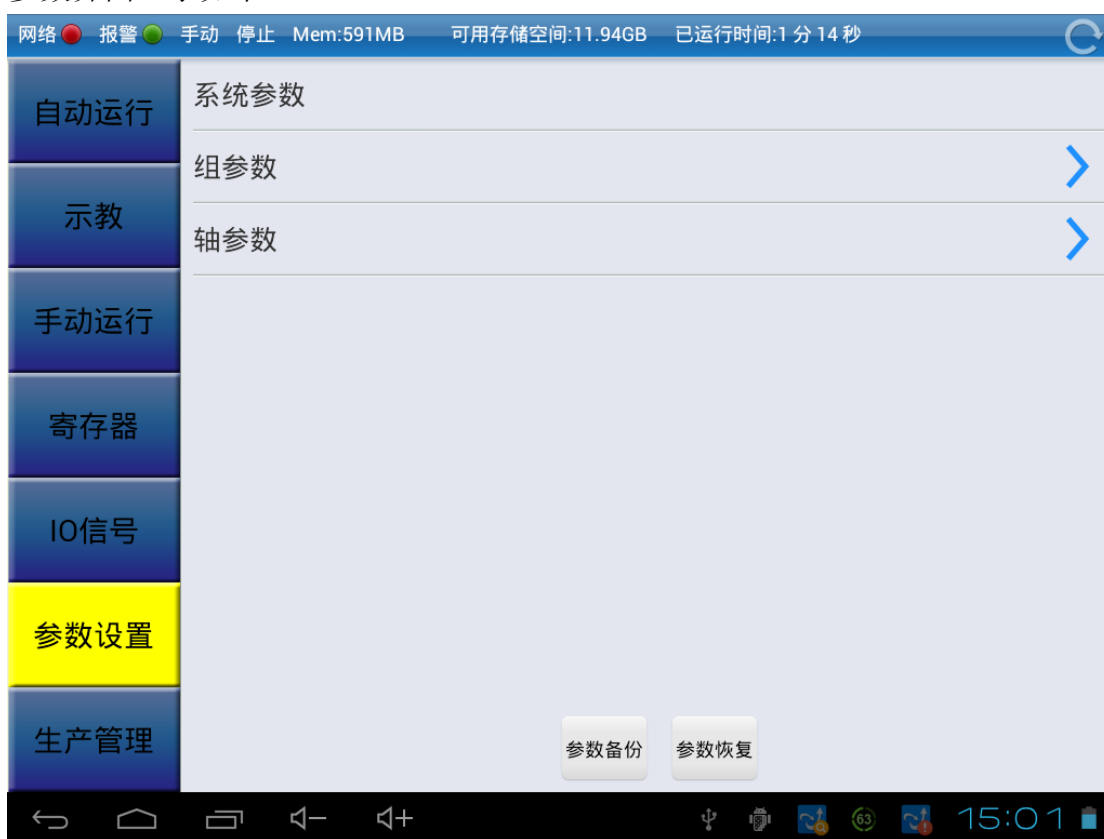 网络 报警 手动 停止 Mem:591MB 可用存储空间:11.94GB 已运行时间:1 分 14 秒
自动运行
示教
手动运行
寄存器
IO信号
参数设置
生产管理
系统参数
组参数
轴参数
参数备份 参数恢复
63
15:01